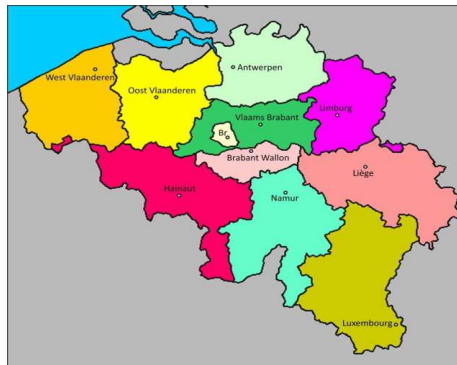 Antwerpen
West Vlaanderen
Oost Vlaanderen
Limburg
Vlaams Brabant
Br
Brabant Wallon
Liège
Hainaut
Namur
Luxembourg